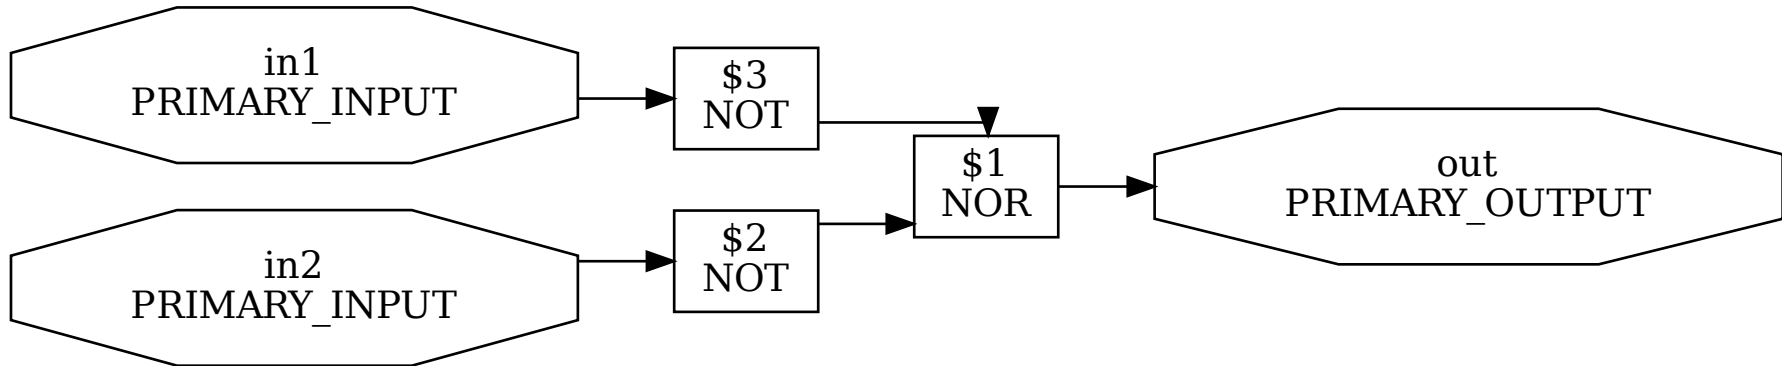 in1
PRIMARY_INPUT
$3
NOT
$1
NOR
out
PRIMARY_OUTPUT
in2
PRIMARY_INPUT
$2
NOT